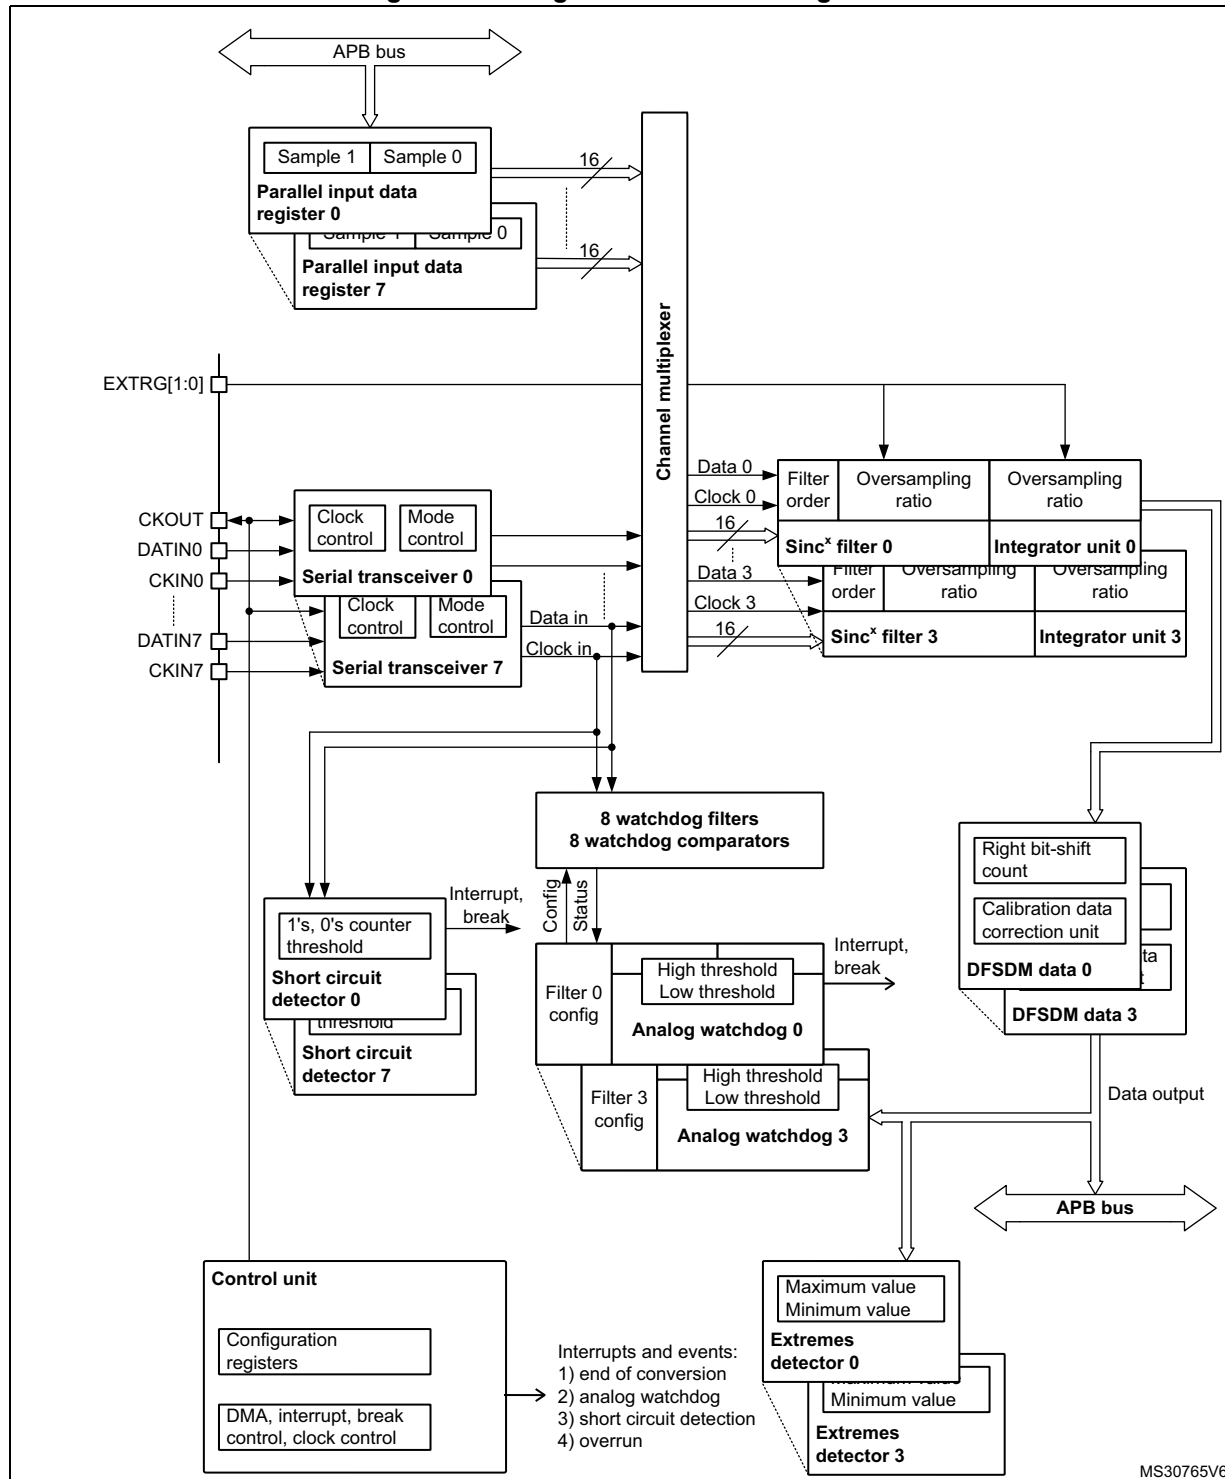 APB bus
Sample 1 Sample 0
Parallel input data
register 0
Sample 1 Sample 0
Parallel input data
register 7
16
16
Channel multiplexer
EXTRG[1:0]
CKOUT
DATIN0
CKIN0
DATIN7
CKIN7
Clock
control
Mode
control
Serial transceiver 0
Clock
control
Mode
control
Serial transceiver 7
Data in
Clock in
Data 0
Clock 0
16
Data 3
Clock 3
16
Filter
order
Oversampling
ratio
Oversampling
ratio
Sincx filter 0
Integrator unit 0
Filter
order
Oversampling
ratio
Oversampling
ratio
Sincx filter 3
Integrator unit 3
8 watchdog filters
8 watchdog comparators
Config
Status
Interrupt,
break
1's, 0's counter
threshold
Short circuit
detector 0
threshold
Short circuit
detector 7
Filter 0
config
High threshold
Low threshold
Analog watchdog 0
Interrupt,
break
Filter 3
config
High threshold
Low threshold
Analog watchdog 3
Right bit-shift
count
Calibration data
correction unit
DFSDM data 0
DFSDM data 3
Data output
APB bus
Control unit
Configuration
registers
DMA, interrupt, break
control, clock control
Interrupts and events:
1) end of conversion
2) analog watchdog
3) short circuit detection
4) overrun
Maximum value
Minimum value
Extremes
detector 0
Minimum value
Extremes
detector 3
MS30765V6